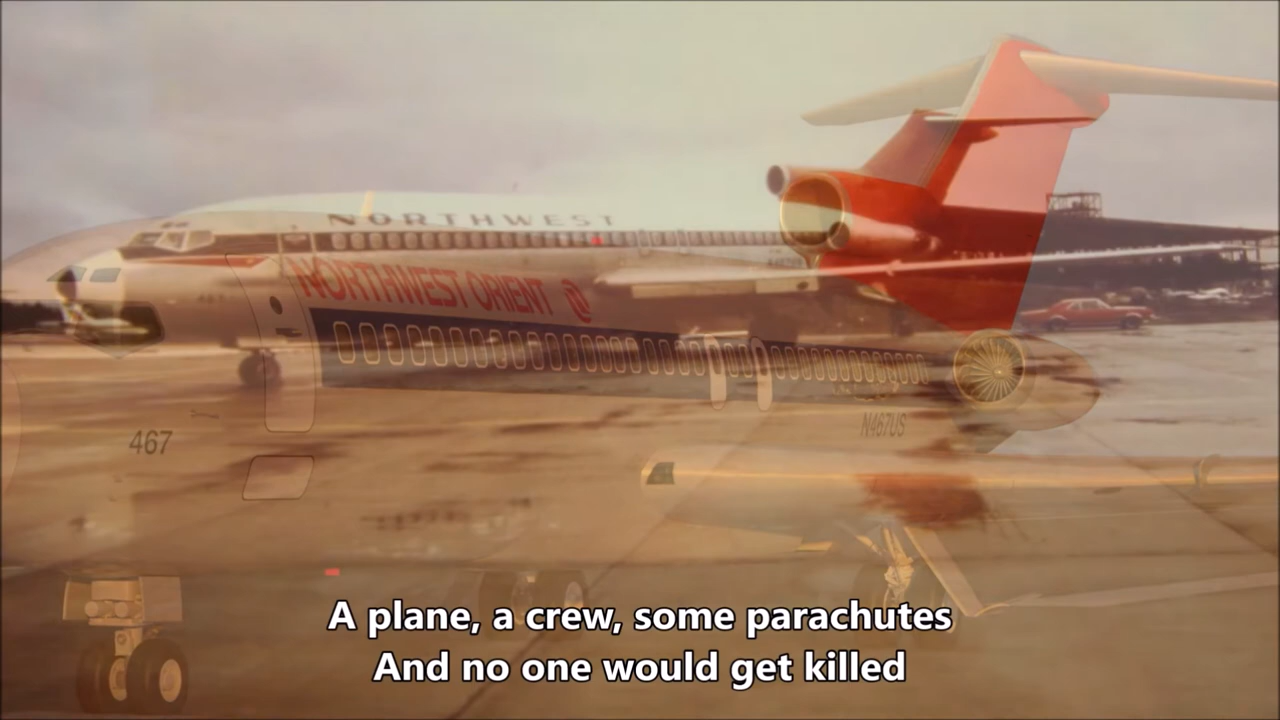 NORTHWEST
NORTHWEST ORIENT
N467US
467
A plane, a crew, some parachutes
And no one would get killed